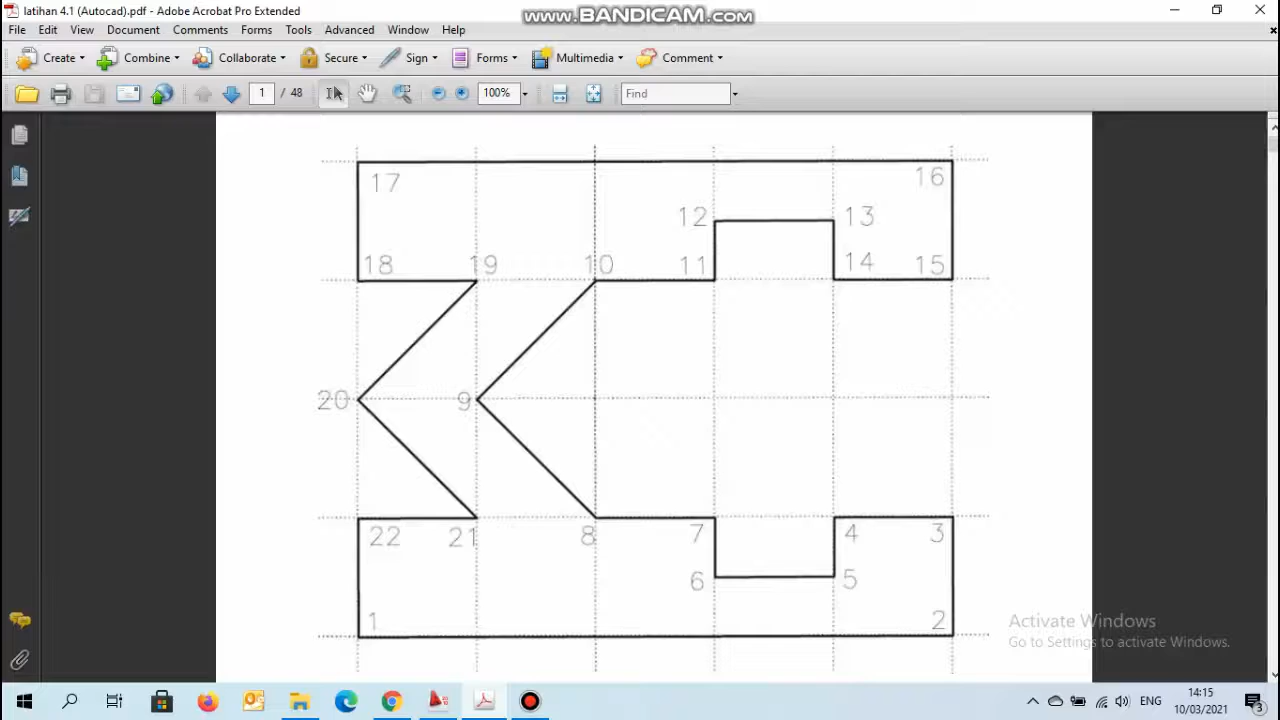 latihan 4.1 (Autocad).pdf - Adobe Acrobat Pro Extended
www.BANDICAM.com
File Edit View Document Comments Forms Tools Advanced Window Help
Create Combine Collaborate Secure Sign Forms Multimedia Comment
1 / 48 100% Find
17 16
12 13
18 19 10 11 14 15
20 9
22 21 8 7 4 3
6 5
1 2
Activate Windows
Go to Settings to activate Windows.
ENG
14:15
10/03/2021
3